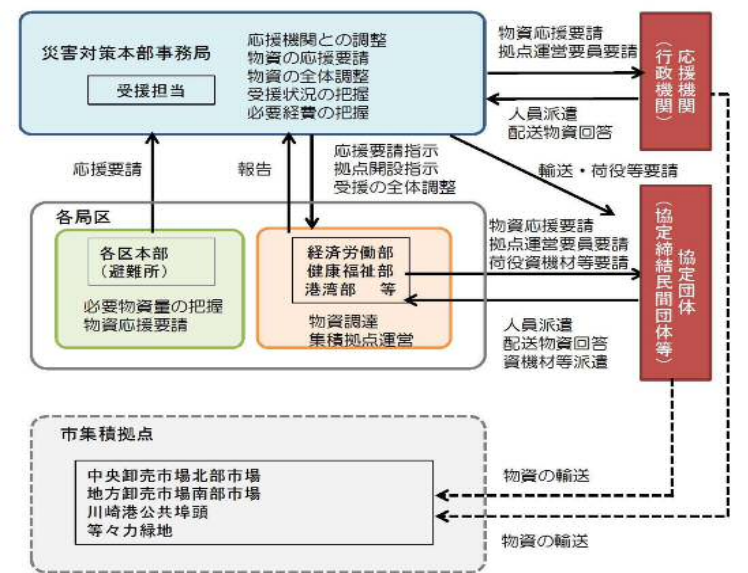 災害対策本部事務局
受援担当
応援機関との調整
物資の応援要請
物資の全体調整
受援状況の把握
必要経費の把握
物資応援要請
拠点運営要員要請
人員派遣
配送物資回答
応援機関
（行政機関）
応援要請
報告
応援要請指示
拠点開設指示
受援の全体調整
輸送・荷役等要請
各局区
各区本部
（避難所）
必要物資量の把握
物資応援要請
経済労働部
健康福祉部
港湾部　等
物資調達
集積拠点運営
物資応援要請
拠点運営要員要請
荷役資機材等要請
人員派遣
配送物資回答
資機材等派遣
協定団体
（協定締結民間団体等）
市集積拠点
中央卸売市場北部市場
地方卸売市場南部市場
川崎港公共埠頭
等々力緑地
物資の輸送
物資の輸送